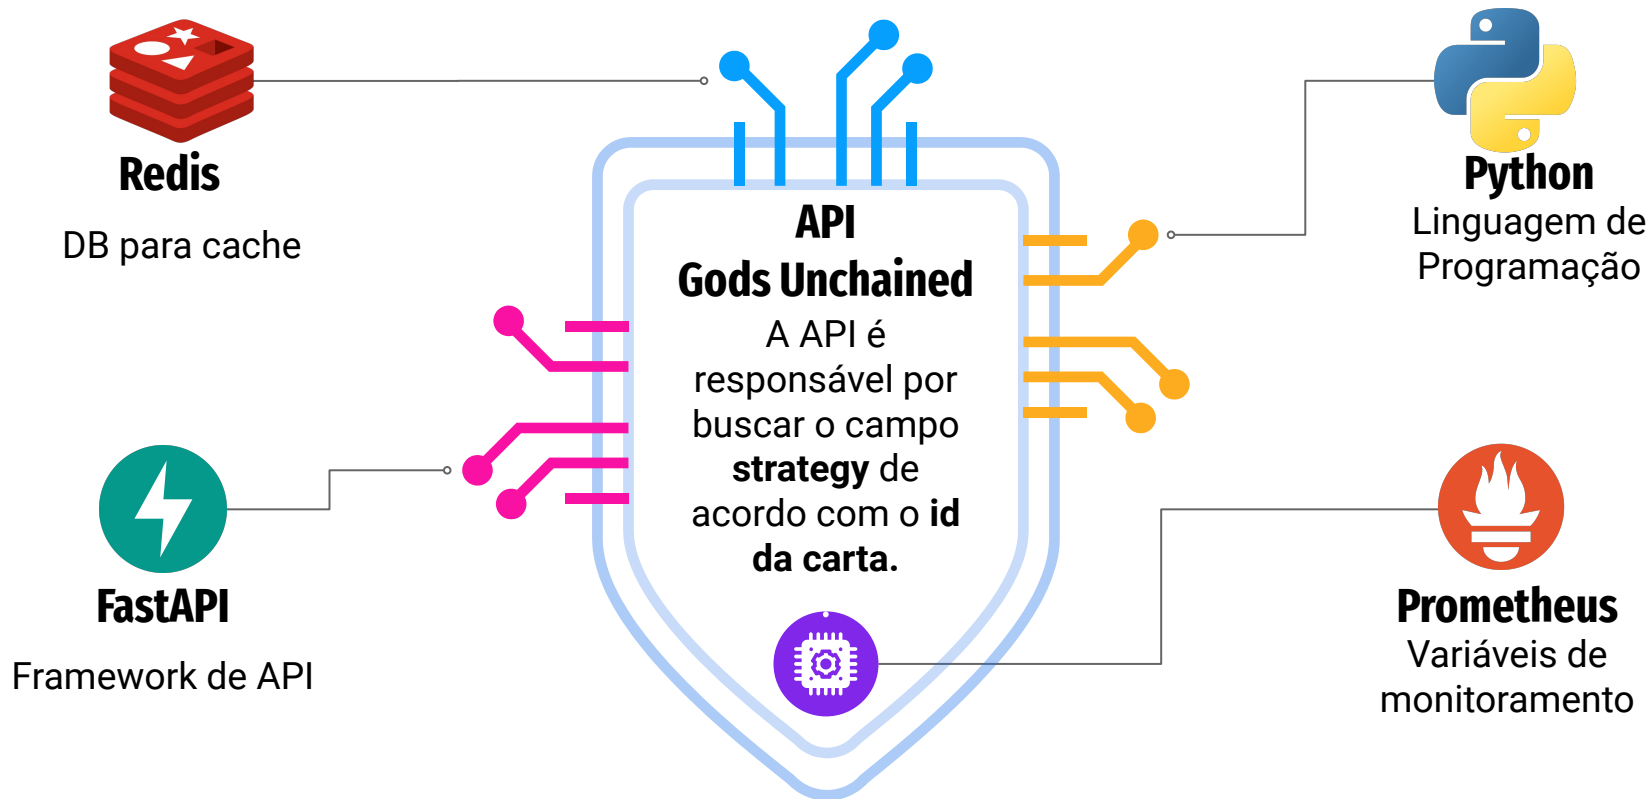 Redis
DB para cache
Python
Linguagem de
Programação
API
Gods Unchained
A API é
responsável por
buscar o campo
strategy de
acordo com o id
da carta.
FastAPI
Framework de API
Prometheus
Variáveis de
monitoramento